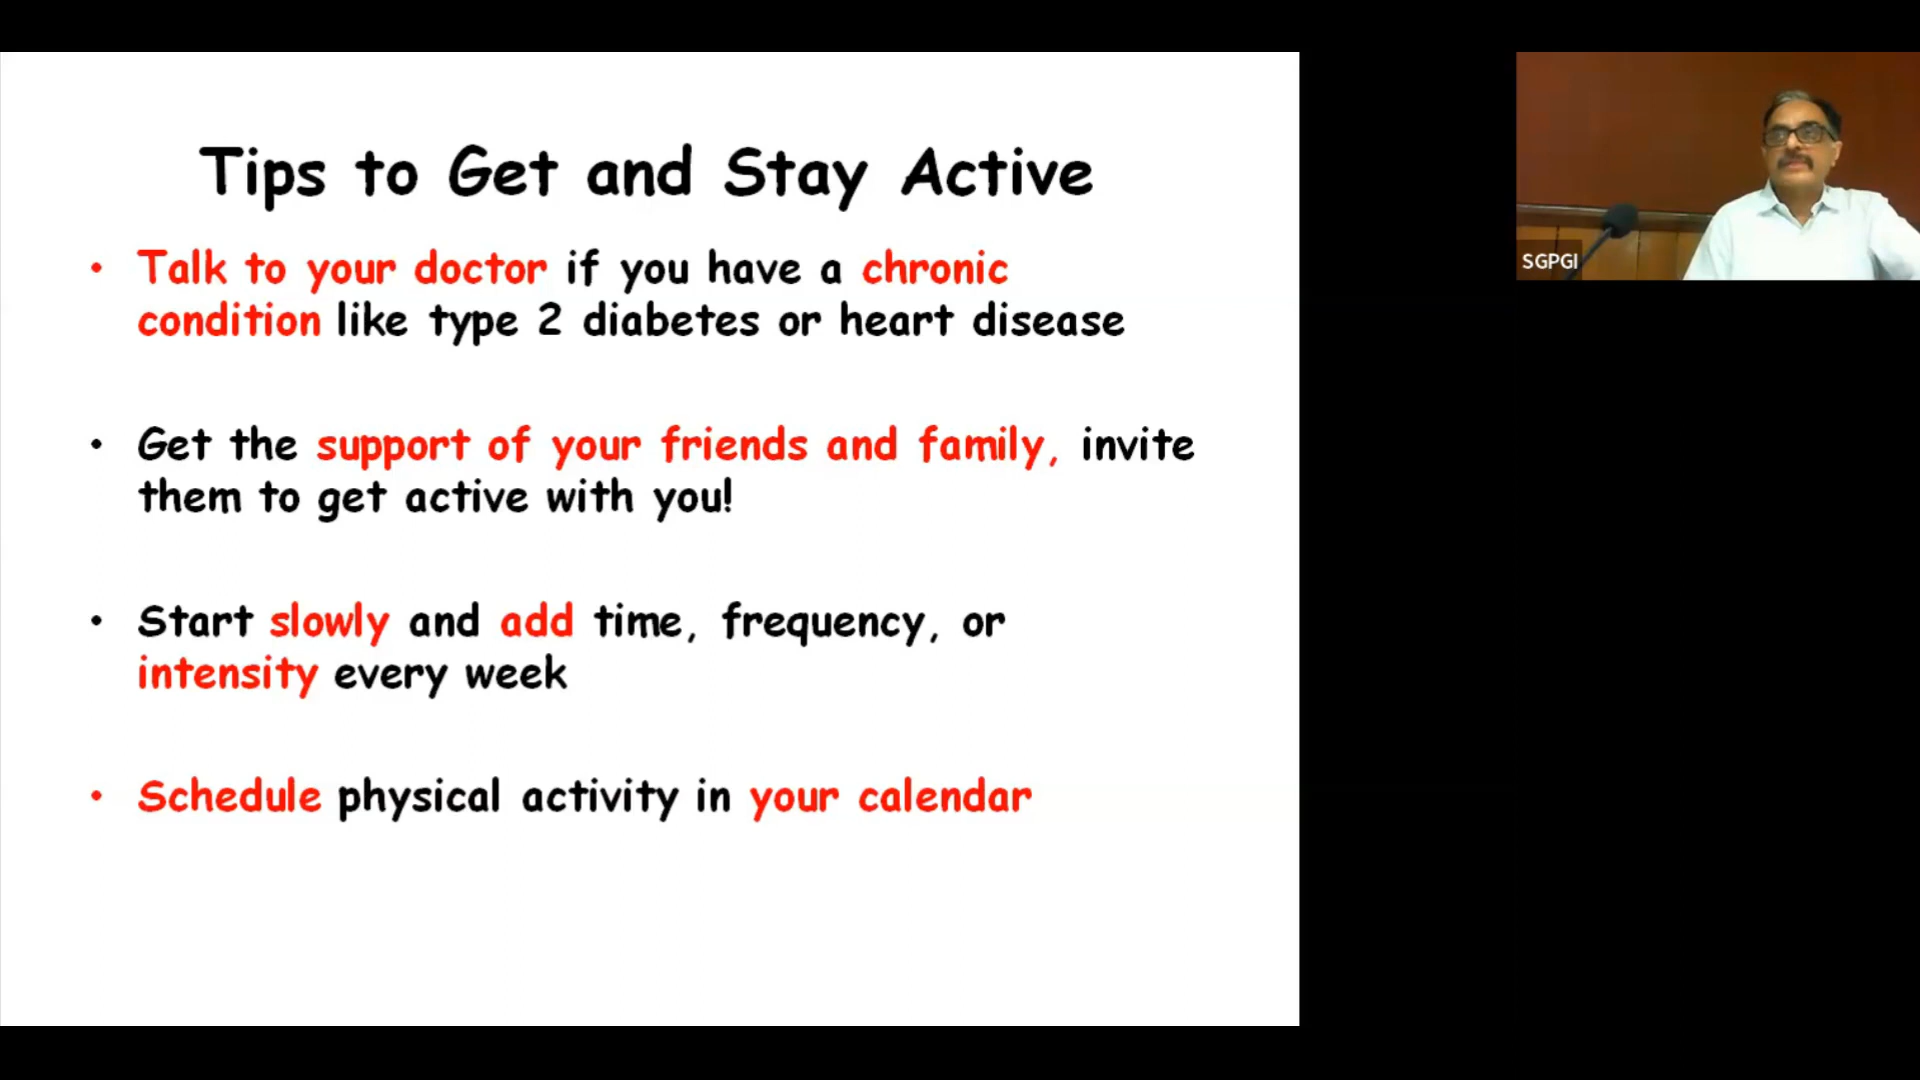 Tips to Get and Stay Active
• Talk to your doctor if you have a chronic
condition like type 2 diabetes or heart disease
• Get the support of your friends and family, invite
them to get active with you!
• Start slowly and add time, frequency, or
intensity every week
• Schedule physical activity in your calendar
SGPGI